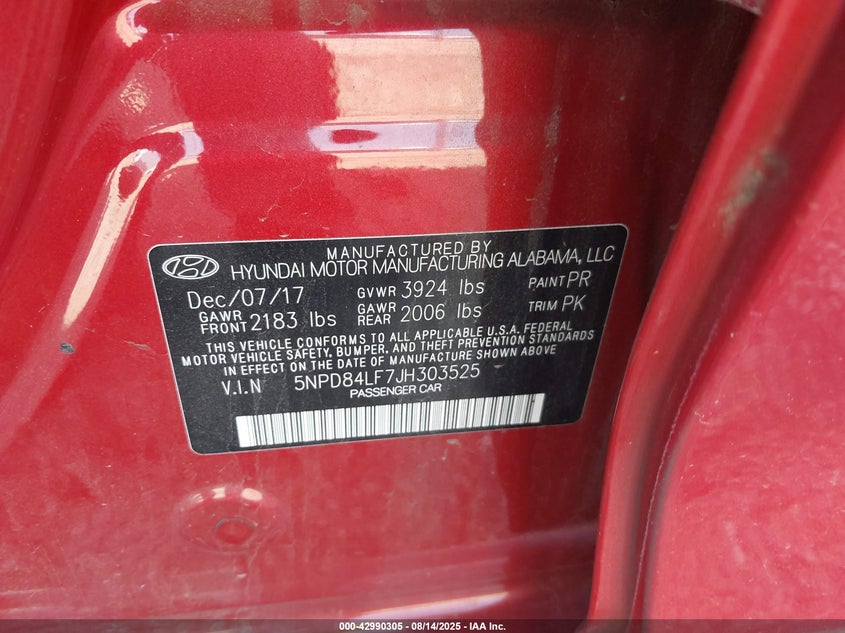 MANUFACTURED BY
HYUNDAI MOTOR MANUFACTURING ALABAMA, LLC
Dec/07/17 GVWR 3924 lbs PAINT PR
GAWR FRONT 2183 lbs GAWR REAR 2006 lbs TRIM PK
THIS VEHICLE CONFORMS TO ALL APPLICABLE U.S.A. FEDERAL
MOTOR VEHICLE SAFETY, BUMPER, AND THEFT PREVENTION STANDARDS
IN EFFECT ON THE DATE OF MANUFACTURE SHOWN ABOVE
V.I.N 5NPD84LF7JH303525
PASSENGER CAR
000-42990305 - 08/14/2025 - IAA Inc.